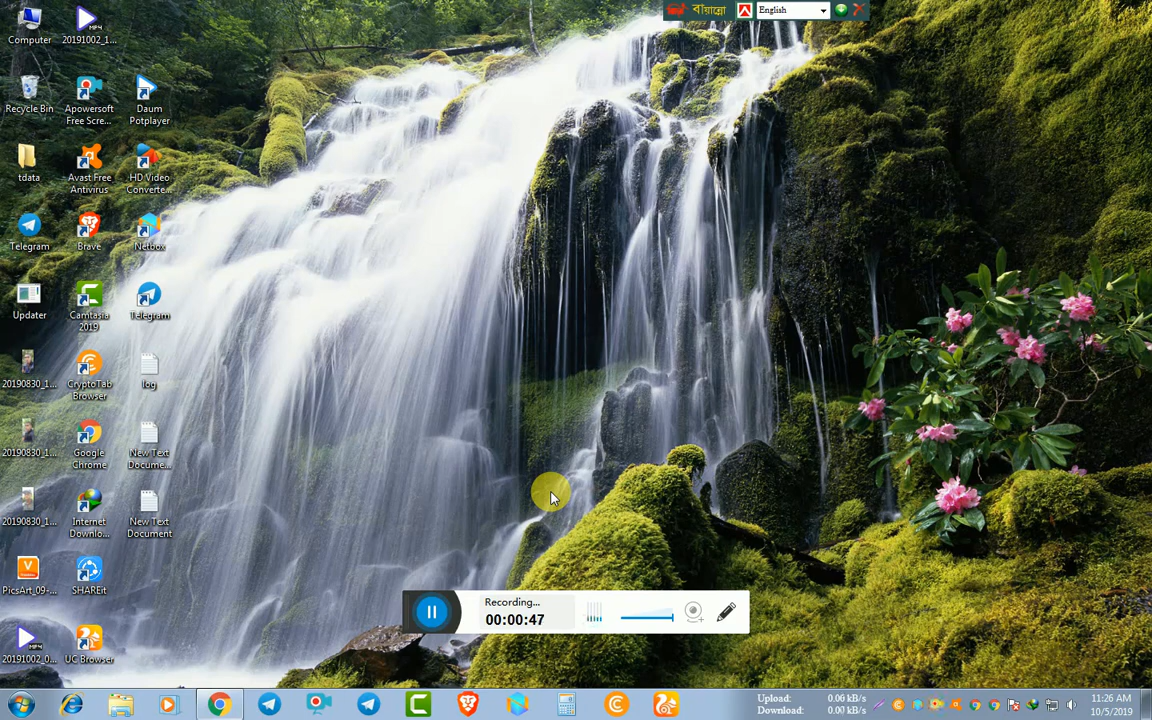 বায়ান্নো
English
Computer
20191002_1...
Recycle Bin
Apowersoft
Free Scre...
Daum
Potplayer
tdata
Avast Free
Antivirus
HD Video
Converte...
Telegram
Brave
Netbox
Updater
Camtasia
2019
Telegram
20190830_1...
CryptoTab
Browser
log
20190830_1...
Google
Chrome
New Text
Docume...
20190830_1...
Internet
Downlo...
New Text
Document
PicsArt_09-...
SHAREit
20191002_0...
UC Browser
Recording...
00:00:47
Upload: 0.00 kB/s
Download: 0.00 kB/s
11:26 AM
10/5/2019